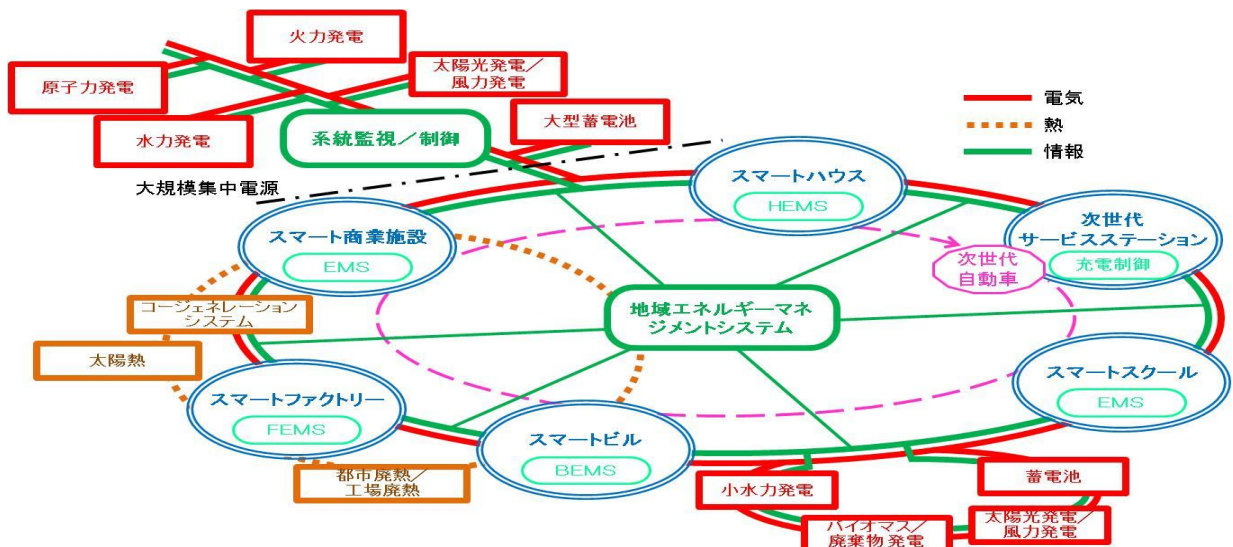 火力発電
原子力発電
太陽光発電／
風力発電
水力発電
系統監視／制御
大型蓄電池
大規模集中電源
電気
熱
情報
スマートハウス
HEMS
スマート商業施設
EMS
次世代
サービスステーション
充電制御
次世代
自動車
コージェネレーション
システム
地域エネルギーマネ
ジメントシステム
太陽熱
スマートファクトリー
FEMS
スマートスクール
EMS
スマートビル
BEMS
都市廃熱／
工場廃熱
小水力発電
蓄電池
バイオマス／
廃棄物発電
太陽光発電／
風力発電